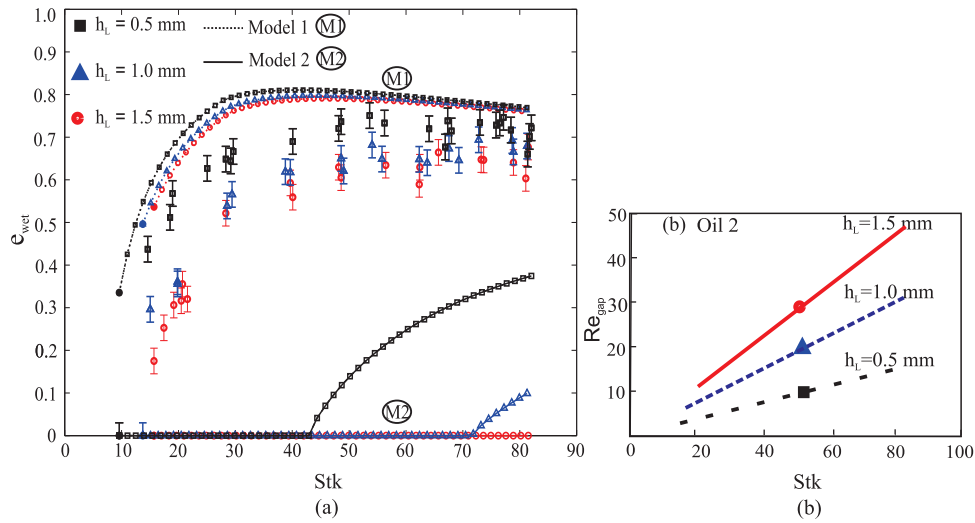 1.0
0.9
0.8
0.7
0.6
0.5
0.4
0.3
0.2
0.1
0
e_wet
h_L = 0.5 mm
h_L = 1.0 mm
h_L = 1.5 mm
Model 1 M1
Model 2 M2
M1
M2
0 10 20 30 40 50 60 70 80 90
Stk
(a)
50
40
30
20
10
Re_gap
(b) Oil 2
h_L=1.5 mm
h_L=1.0 mm
h_L=0.5 mm
0 20 40 60 80 100
Stk
(b)